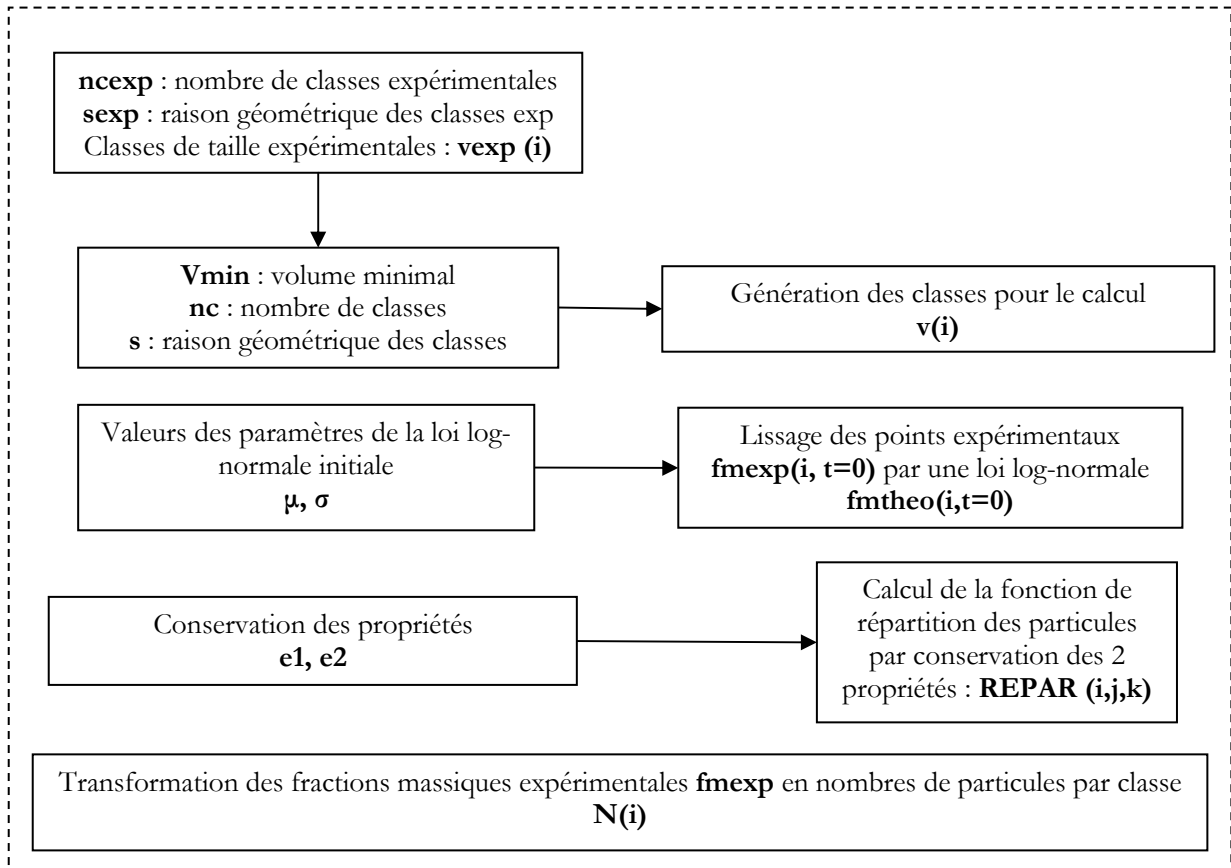 ncexp : nombre de classes expérimentales
sexp : raison géométrique des classes exp
Classes de taille expérimentales : vexp (i)
Vmin : volume minimal
nc : nombre de classes
s : raison géométrique des classes
Génération des classes pour le calcul
v(i)
Valeurs des paramètres de la loi log-
normale initiale
μ, σ
Lissage des points expérimentaux
fmexp(i, t=0) par une loi log-normale
fmtheo(i,t=0)
Conservation des propriétés
e1, e2
Calcul de la fonction de
répartition des particules
par conservation des 2
propriétés : REPAR (i,j,k)
Transformation des fractions massiques expérimentales fmexp en nombres de particules par classe
N(i)